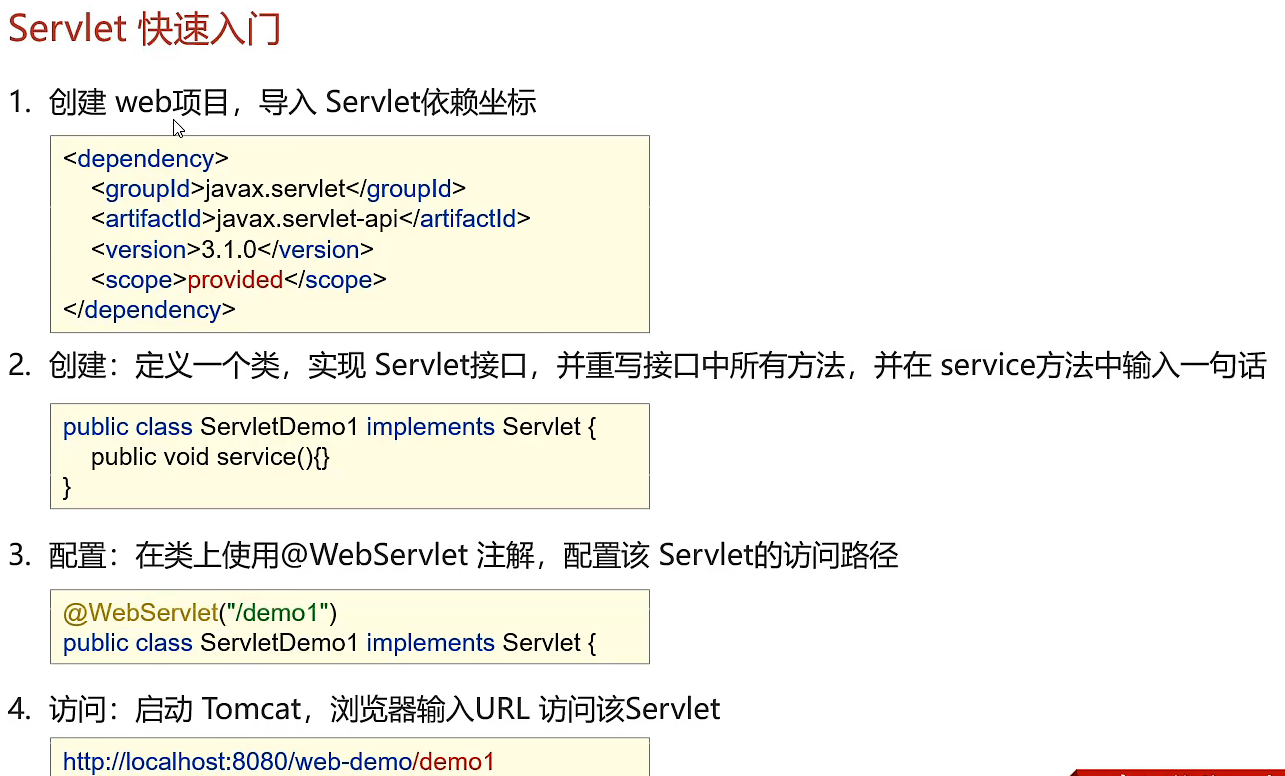 Servlet 快速入门
1. 创建 web项目，导入 Servlet依赖坐标
<dependency>
<groupId>javax.servlet</groupId>
<artifactId>javax.servlet-api</artifactId>
<version>3.1.0</version>
<scope>provided</scope>
</dependency>
2. 创建：定义一个类，实现 Servlet接口，并重写接口中所有方法，并在 service方法中输入一句话
public class ServletDemo1 implements Servlet {
public void service(){}
}
3. 配置：在类上使用@WebServlet 注解，配置该 Servlet的访问路径
@WebServlet("/demo1")
public class ServletDemo1 implements Servlet {
4. 访问：启动 Tomcat，浏览器输入URL 访问该Servlet
http://localhost:8080/web-demo/demo1